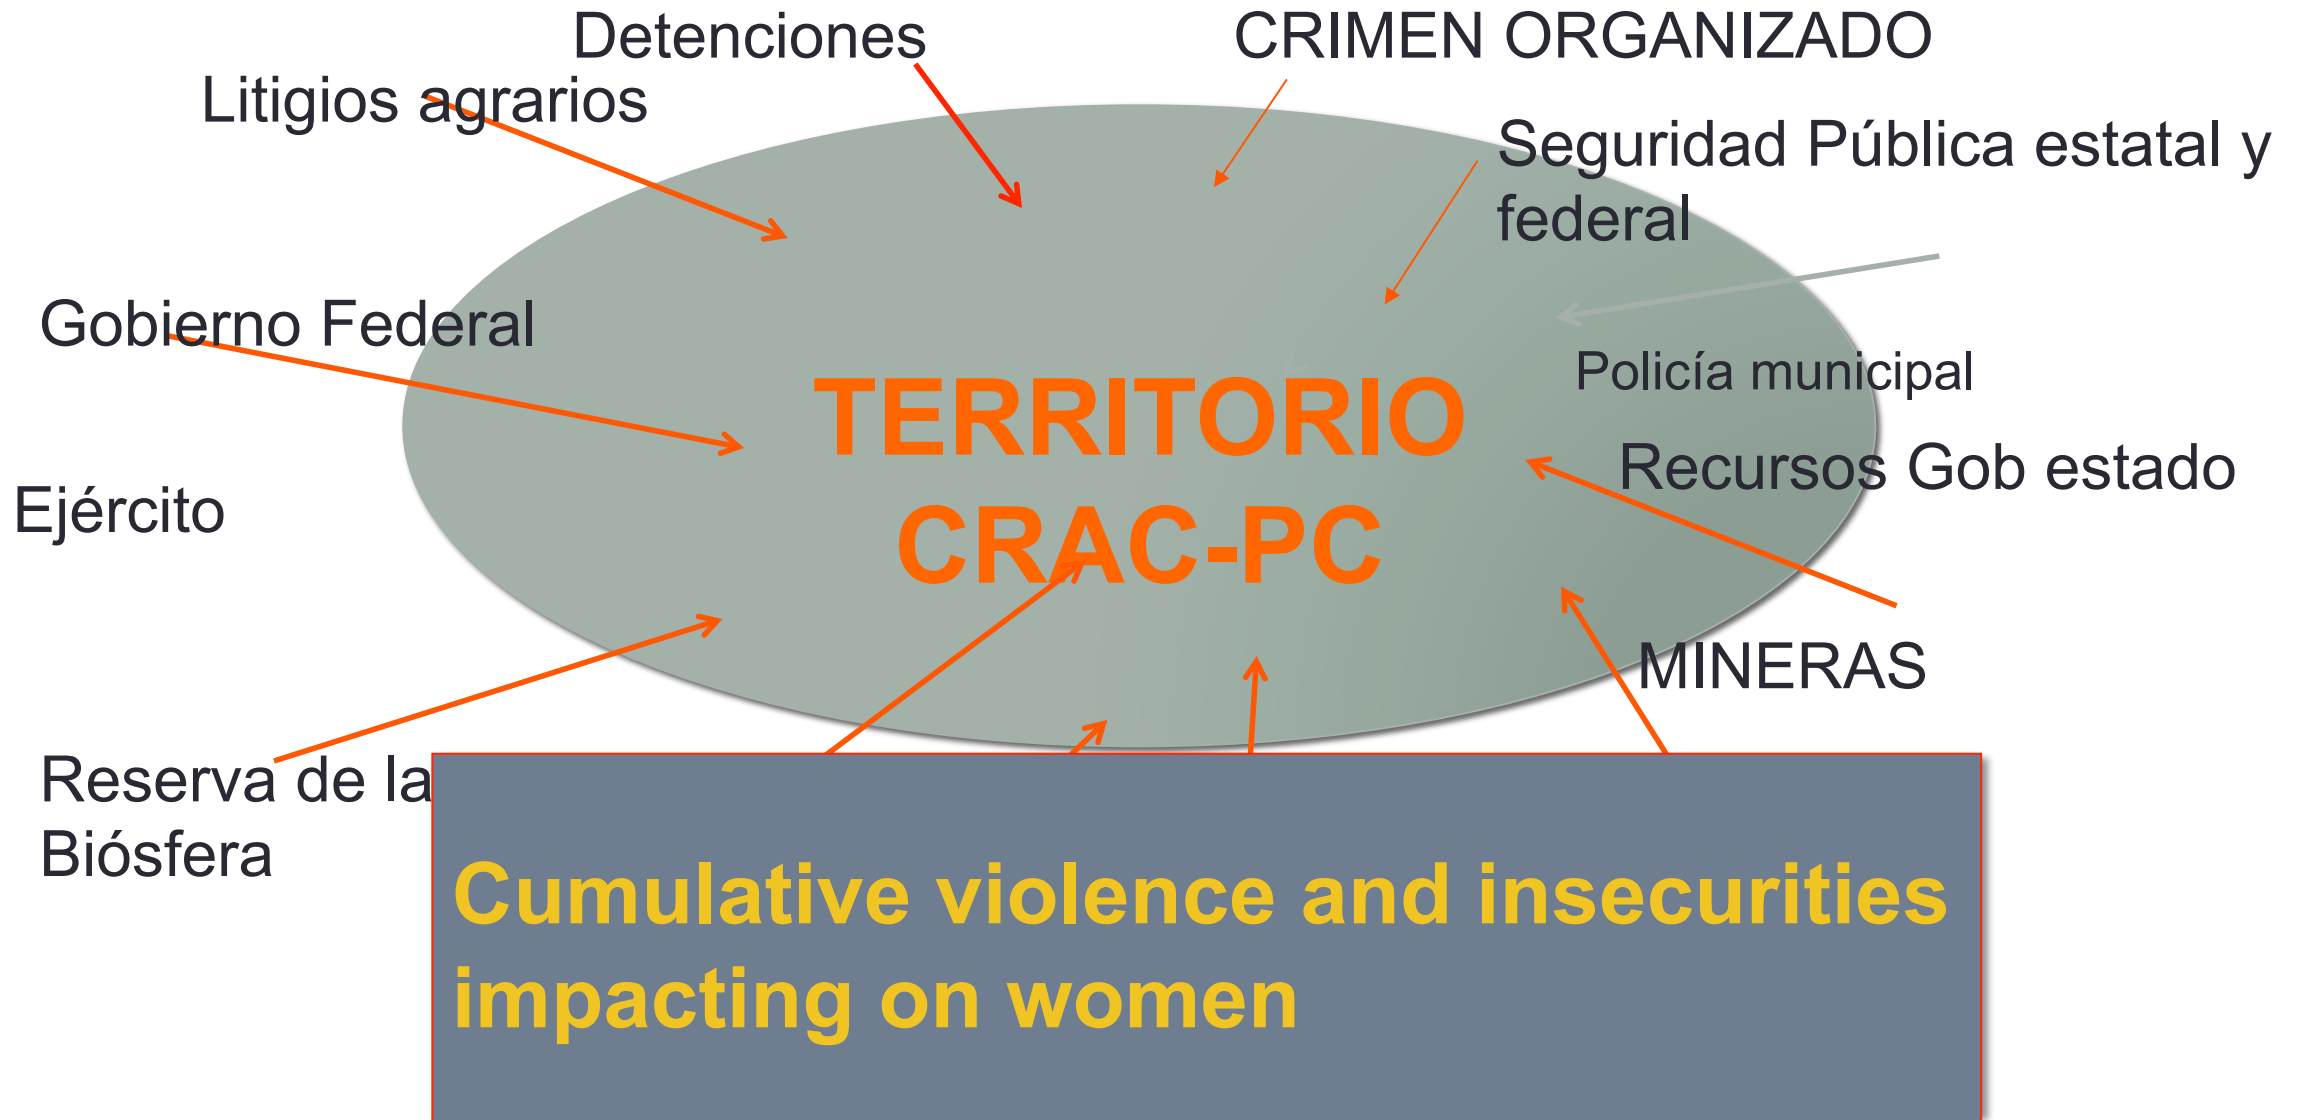 Detenciones
CRIMEN ORGANIZADO
Litigios agrarios
Seguridad Pública estatal y
federal
Gobierno Federal
Policía municipal
TERRITORIO
CRAC-PC
Recursos Gob estado
Ejército
MINERAS
Reserva de la
Biósfera
Cumulative violence and insecurities
impacting on women